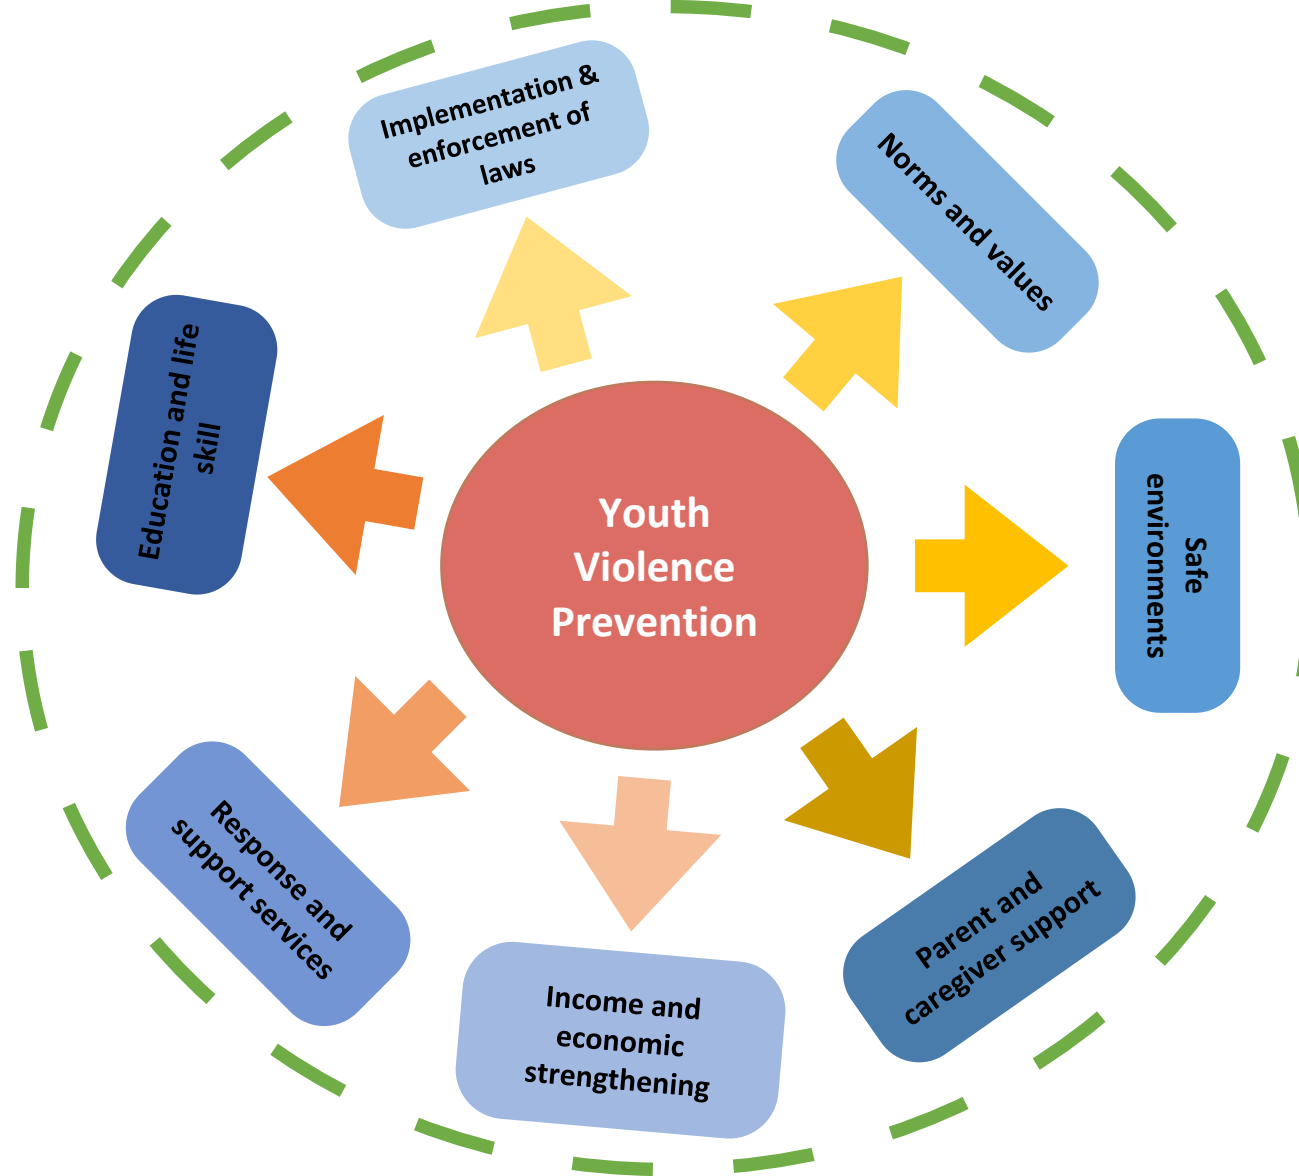 Implementation &
enforcement of
laws
Norms and values
Safe
environments
Parent and
caregiver support
Income and
economic
strengthening
Response and
support services
Education and life
skill
Youth
Violence
Prevention